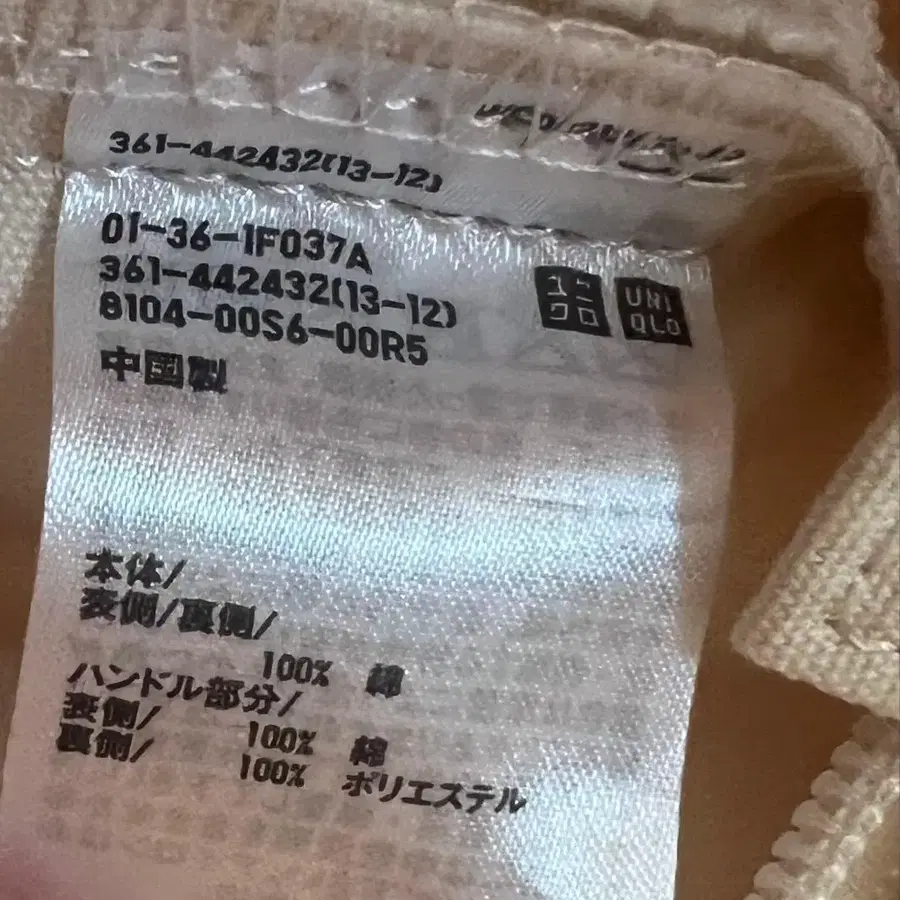 361-442432(13-12)
01-36-1F037A
361-442432(13-12)
8104-00S6-00R5
中国製
ユニ
クロ
UNI
QLO
本体/
表側/裏側/
100% 綿
ハンドル部分/
表側/
100% 綿
裏側/
100% ポリエステル